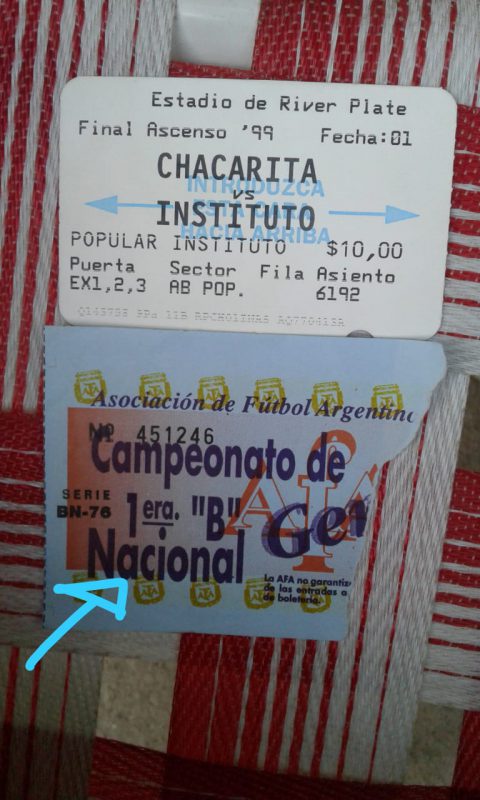 Estadio de River Plate
Final Ascenso '99 Fecha:01
CHACARITA
INTRODUZCA
vs
INSTITUTO
HACIA ARRIBA
POPULAR INSTITUTO $10,00
Puerta Sector Fila Asiento
EX1,2,3 AB POP. 6192
Asociación de Fútbol Argentino
Nº 451246
Campeonato de
SERIE
BN-76
1era. "B"
Nacional
La AFA no garantiz
de las entradas a
de boletería.